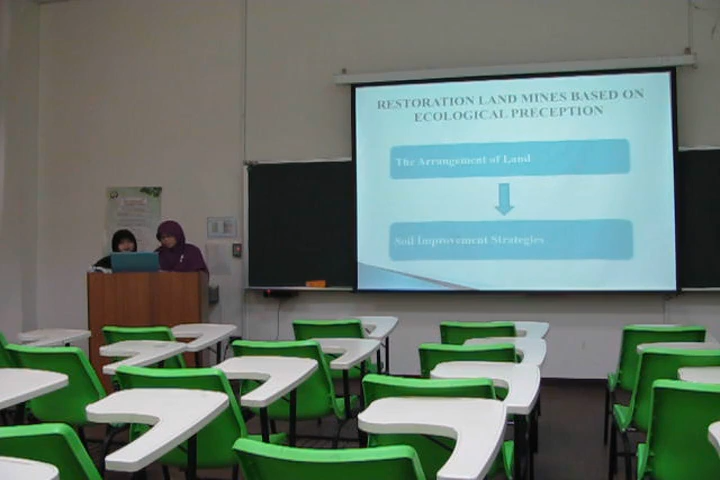 RESTORATION LAND MINES BASED ON
ECOLOGICAL PRECEPTION
The Arrangement of Land
Soil Improvement Strategies